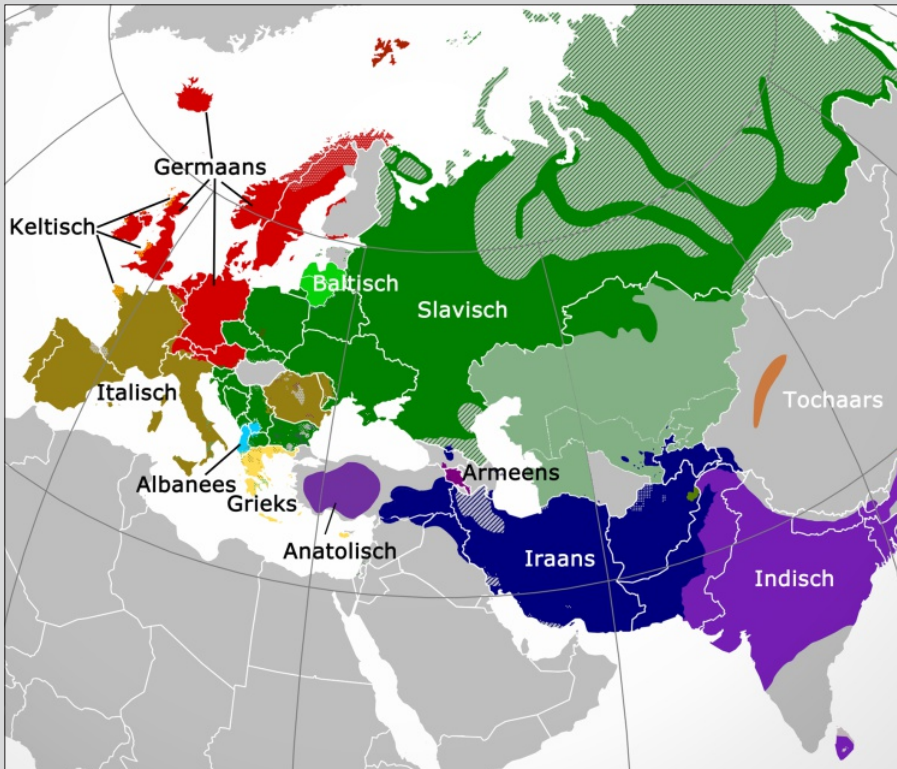 Germaans
Keltisch
Baltisch
Slavisch
Italisch
Tochaars
Albanees
Armeens
Grieks
Anatolisch
Iraans
Indisch